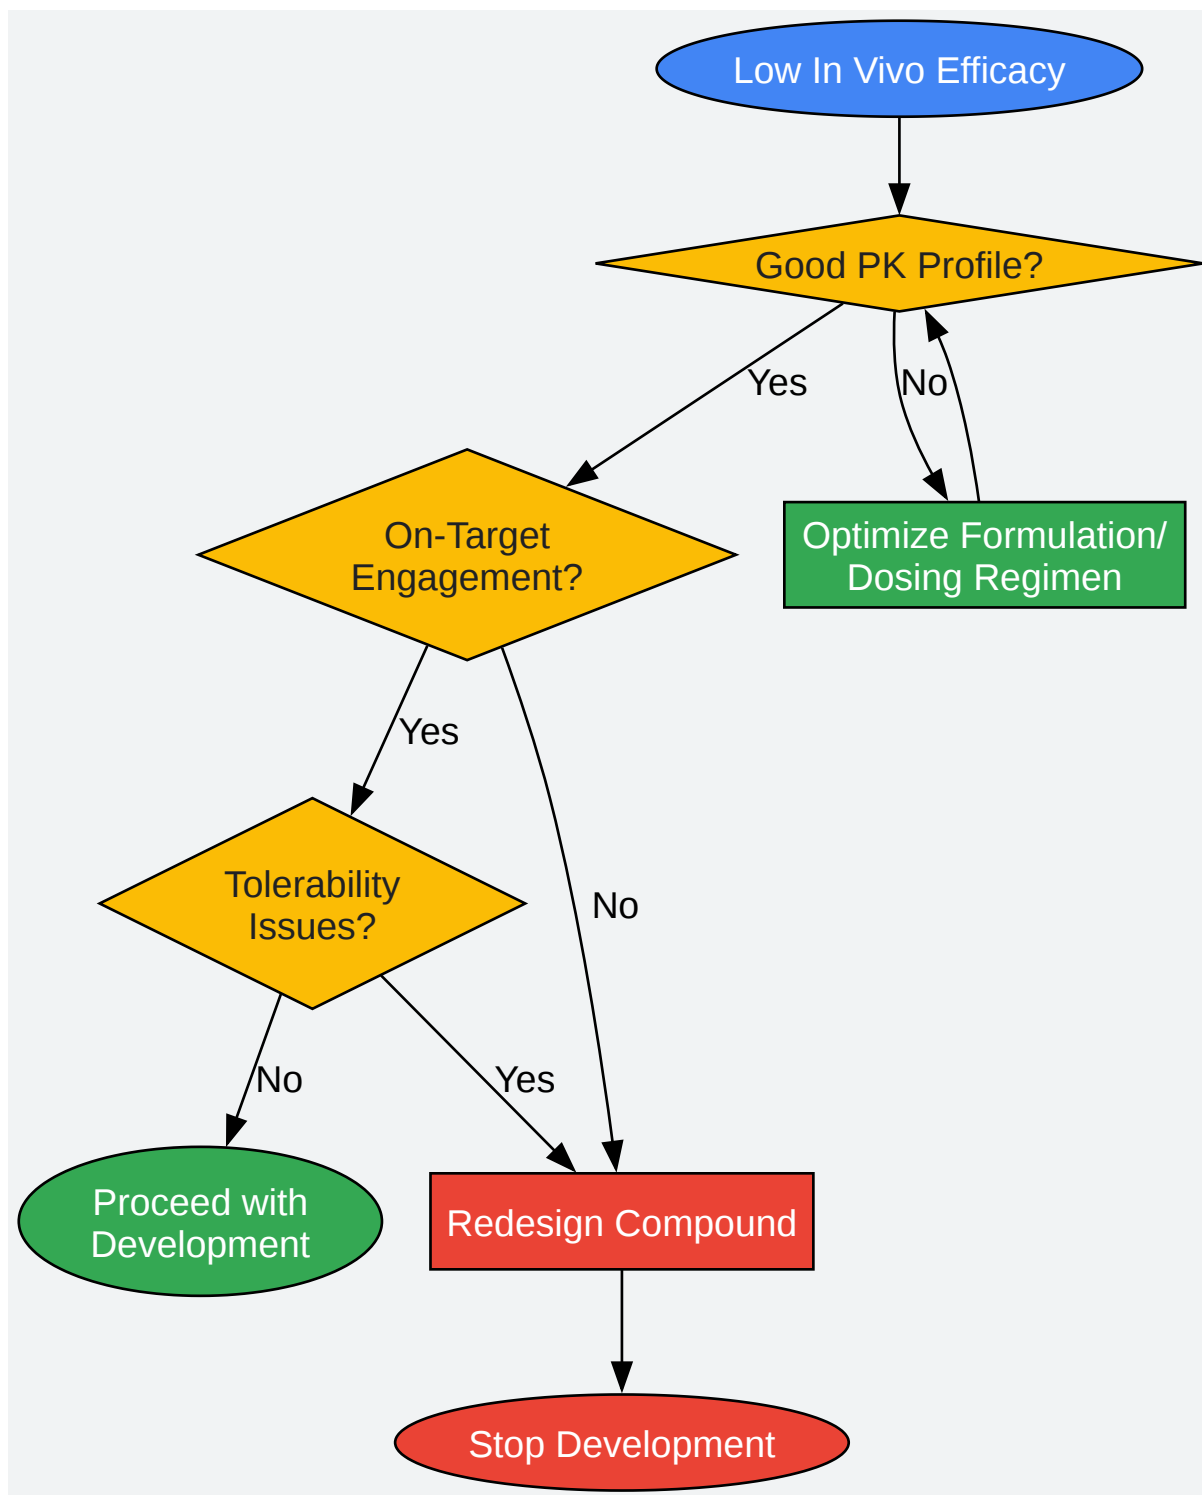 Low In Vivo Efficacy
Good PK Profile?
Yes
No
On-Target
Engagement?
Optimize Formulation/
Dosing Regimen
Yes
Tolerability
Issues?
No
No
Yes
Proceed with
Development
Redesign Compound
Stop Development